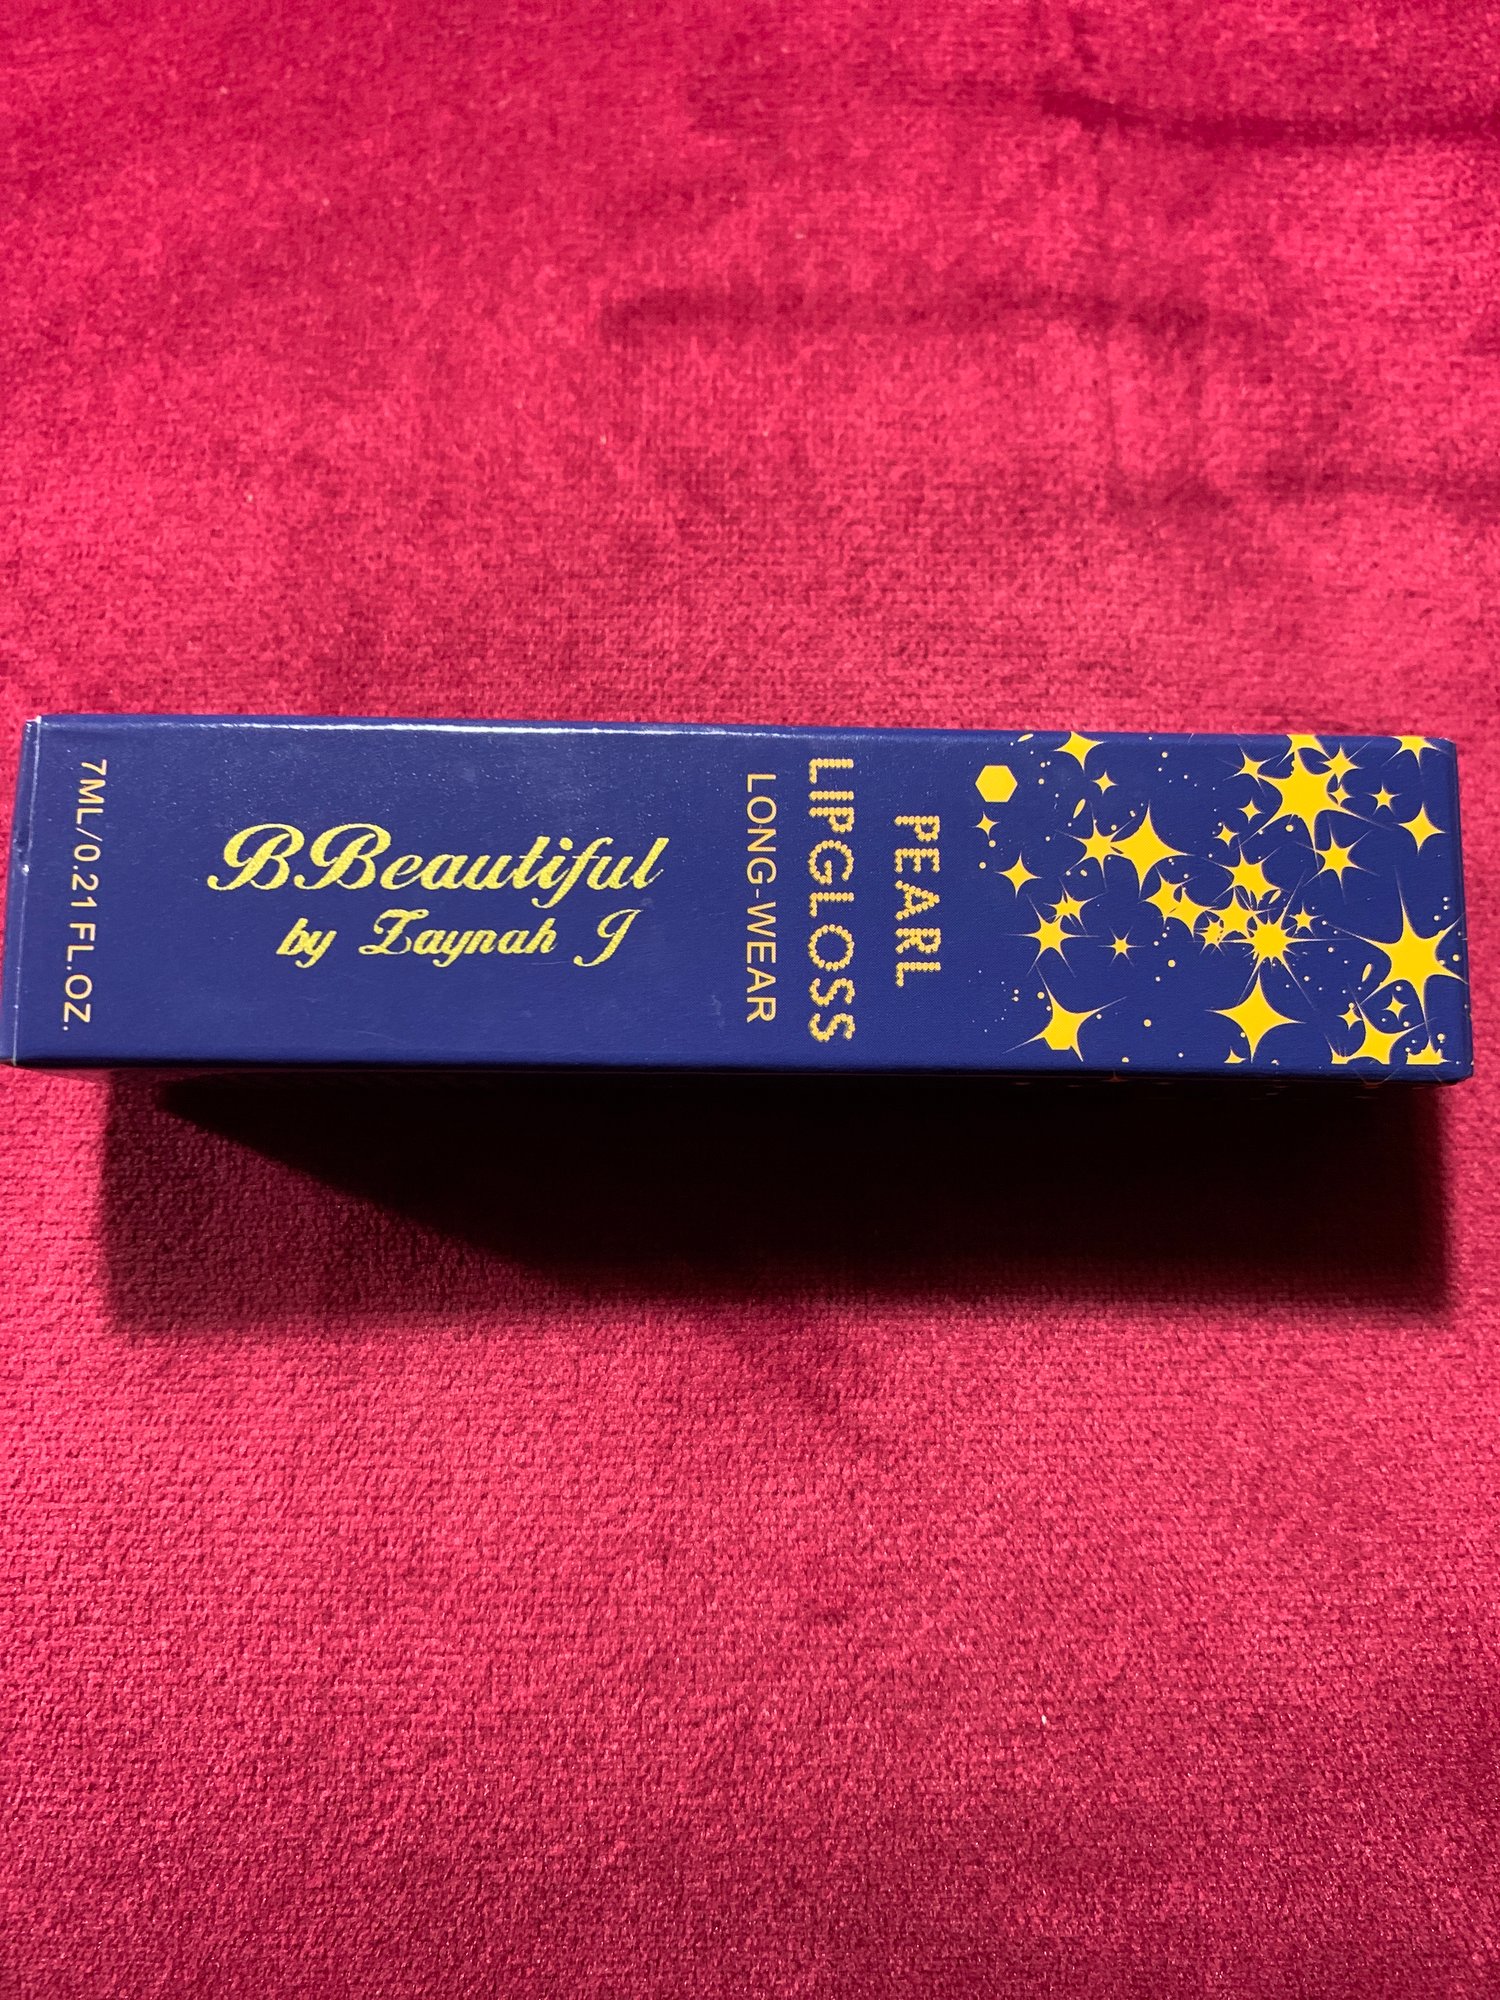 PEARL
LIPGLOSS
LONG-WEAR
BBeautiful
by Zaynah J
7ML/0.21 FL.OZ.